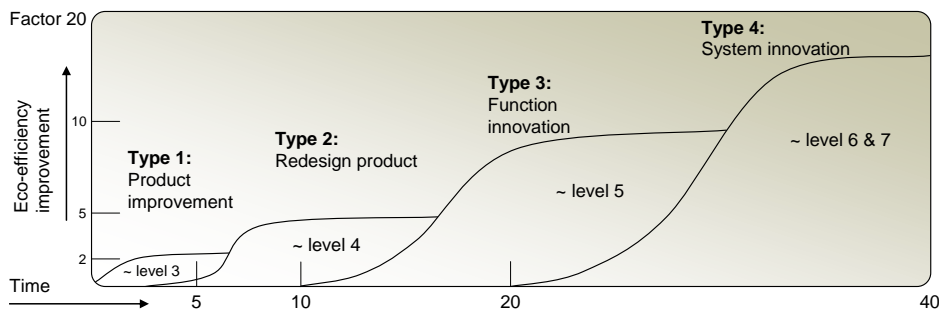 Factor 20
Type 4:
System innovation
Type 3:
Function
innovation
Eco-efficiency
improvement
10
Type 2:
Redesign product
~ level 6 & 7
Type 1:
Product
improvement
~ level 5
5
~ level 4
2
~ level 3
Time
5
10
20
40